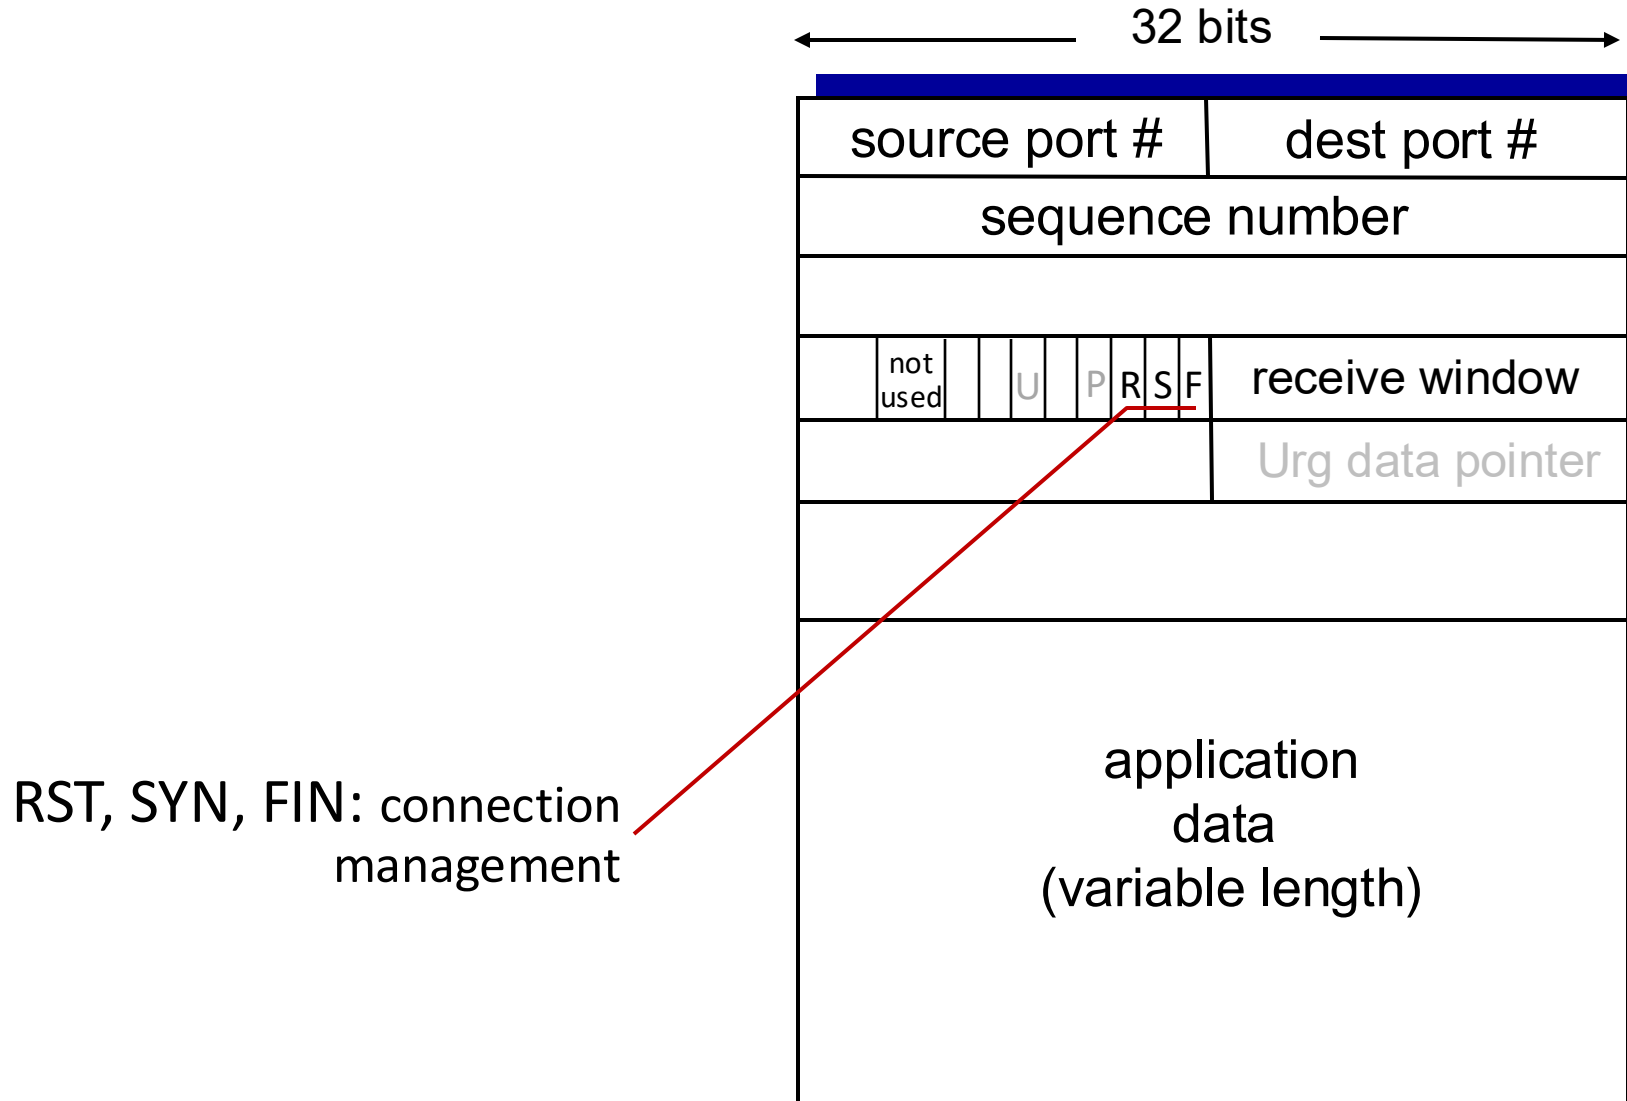 32 bits
source port #
dest port #
sequence number
not
used
U
P
R
S
F
receive window
Urg data pointer
RST, SYN, FIN: connection
management
application
data
(variable length)